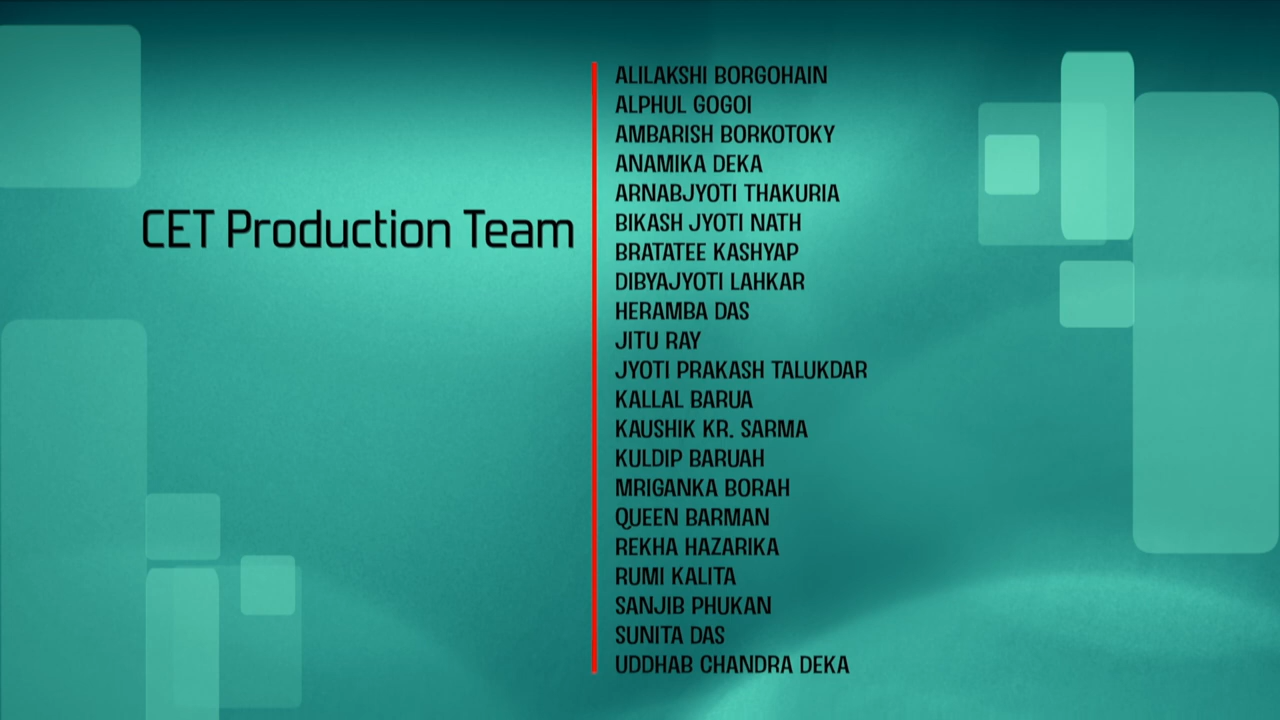 CET Production Team
ALILAKSHI BORGOHAIN
ALPHUL GOGOI
AMBARISH BORKOTOKY
ANAMIKA DEKA
ARNABJYOTI THAKURIA
BIKASH JYOTI NATH
BRATATEE KASHYAP
DIBYAJYOTI LAHKAR
HERAMBA DAS
JITU RAY
JYOTI PRAKASH TALUKDAR
KALLAL BARUA
KAUSHIK KR. SARMA
KULDIP BARUAH
MRIGANKA BORAH
QUEEN BARMAN
REKHA HAZARIKA
RUMI KALITA
SANJIB PHUKAN
SUNITA DAS
UDDHAB CHANDRA DEKA